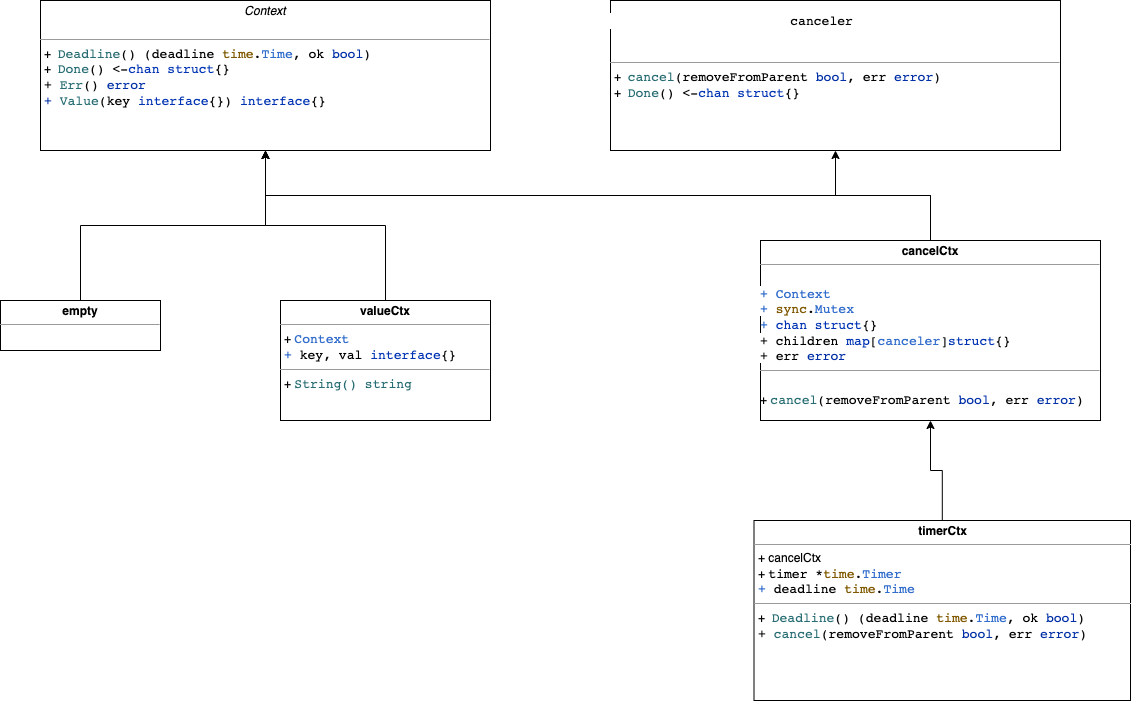 Context
+ Deadline() (deadline time.Time, ok bool)
+ Done() <-chan struct{}
+ Err() error
+ Value(key interface{}) interface{}
canceler
+ cancel(removeFromParent bool, err error)
+ Done() <-chan struct{}
empty
valueCtx
+ Context
+ key, val interface{}
+ String() string
cancelCtx
+ Context
+ sync.Mutex
+ chan struct{}
+ children map[canceler]struct{}
+ err error
+ cancel(removeFromParent bool, err error)
timerCtx
+ cancelCtx
+ timer *time.Timer
+ deadline time.Time
+ Deadline() (deadline time.Time, ok bool)
+ cancel(removeFromParent bool, err error)